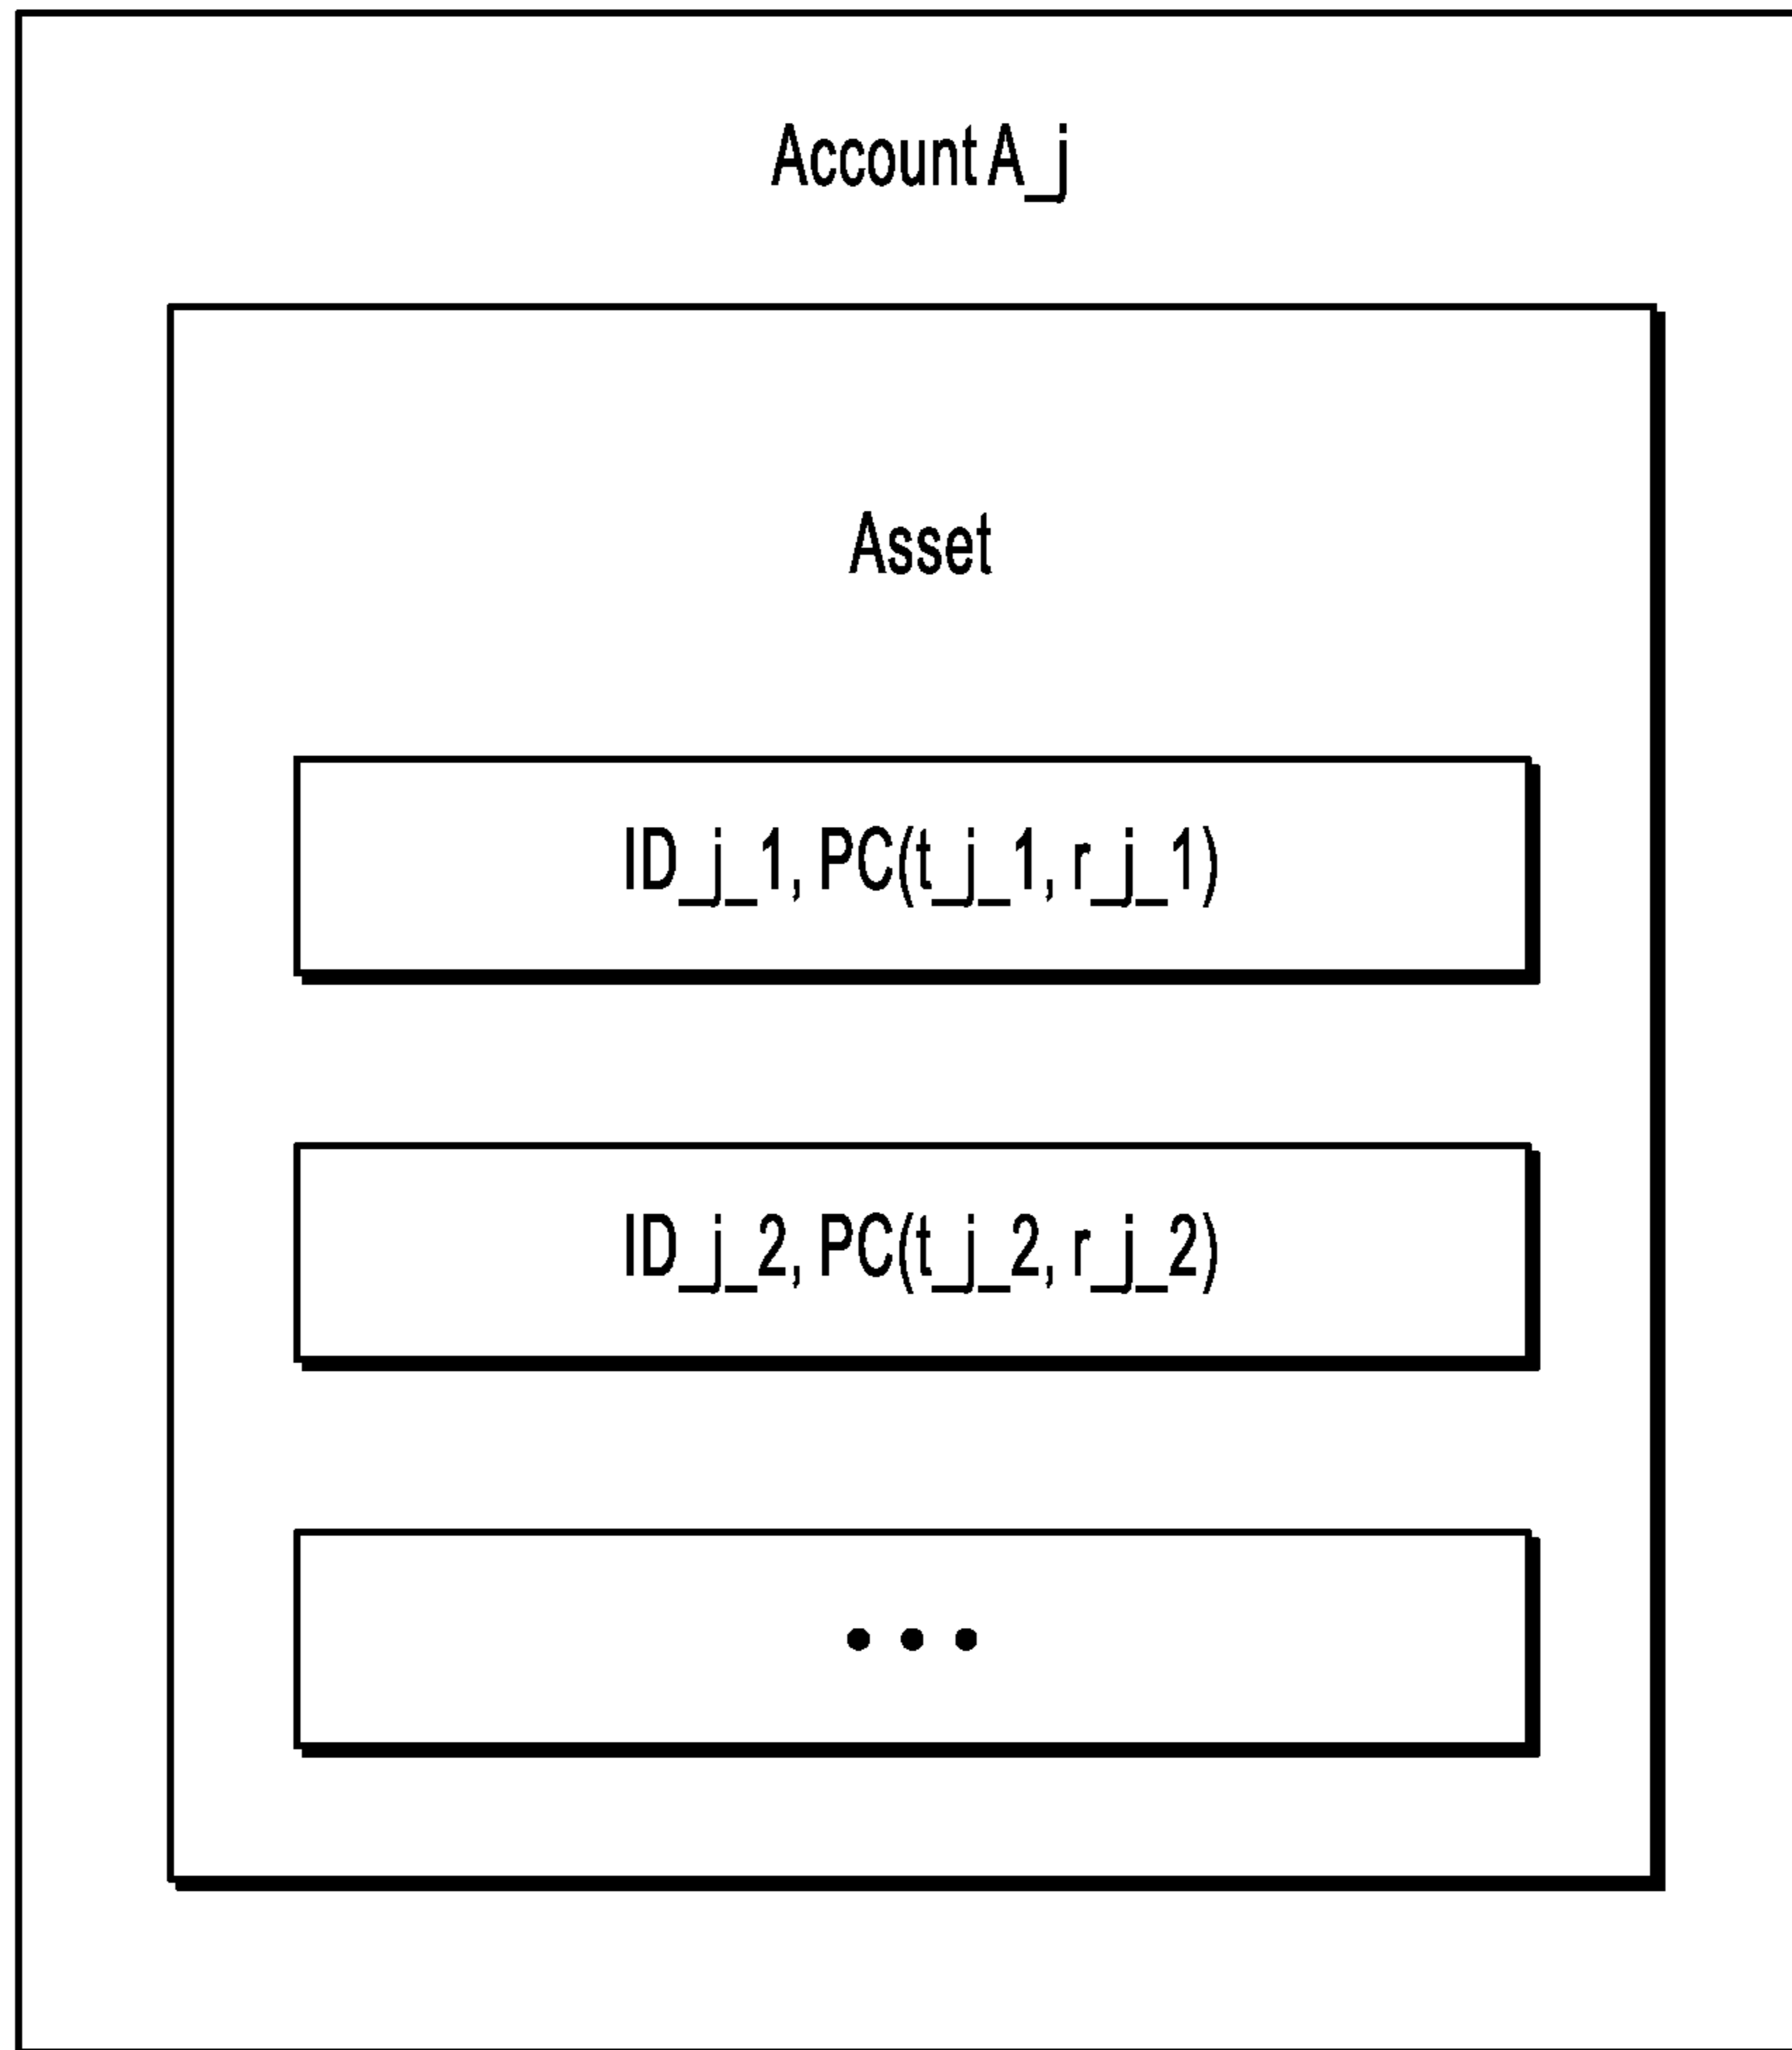 Account A_j
Asset
ID_j_1, PC(t_j_1, r_j_1)
ID_j_2, PC(t_j_2, r_j_2)
• • •